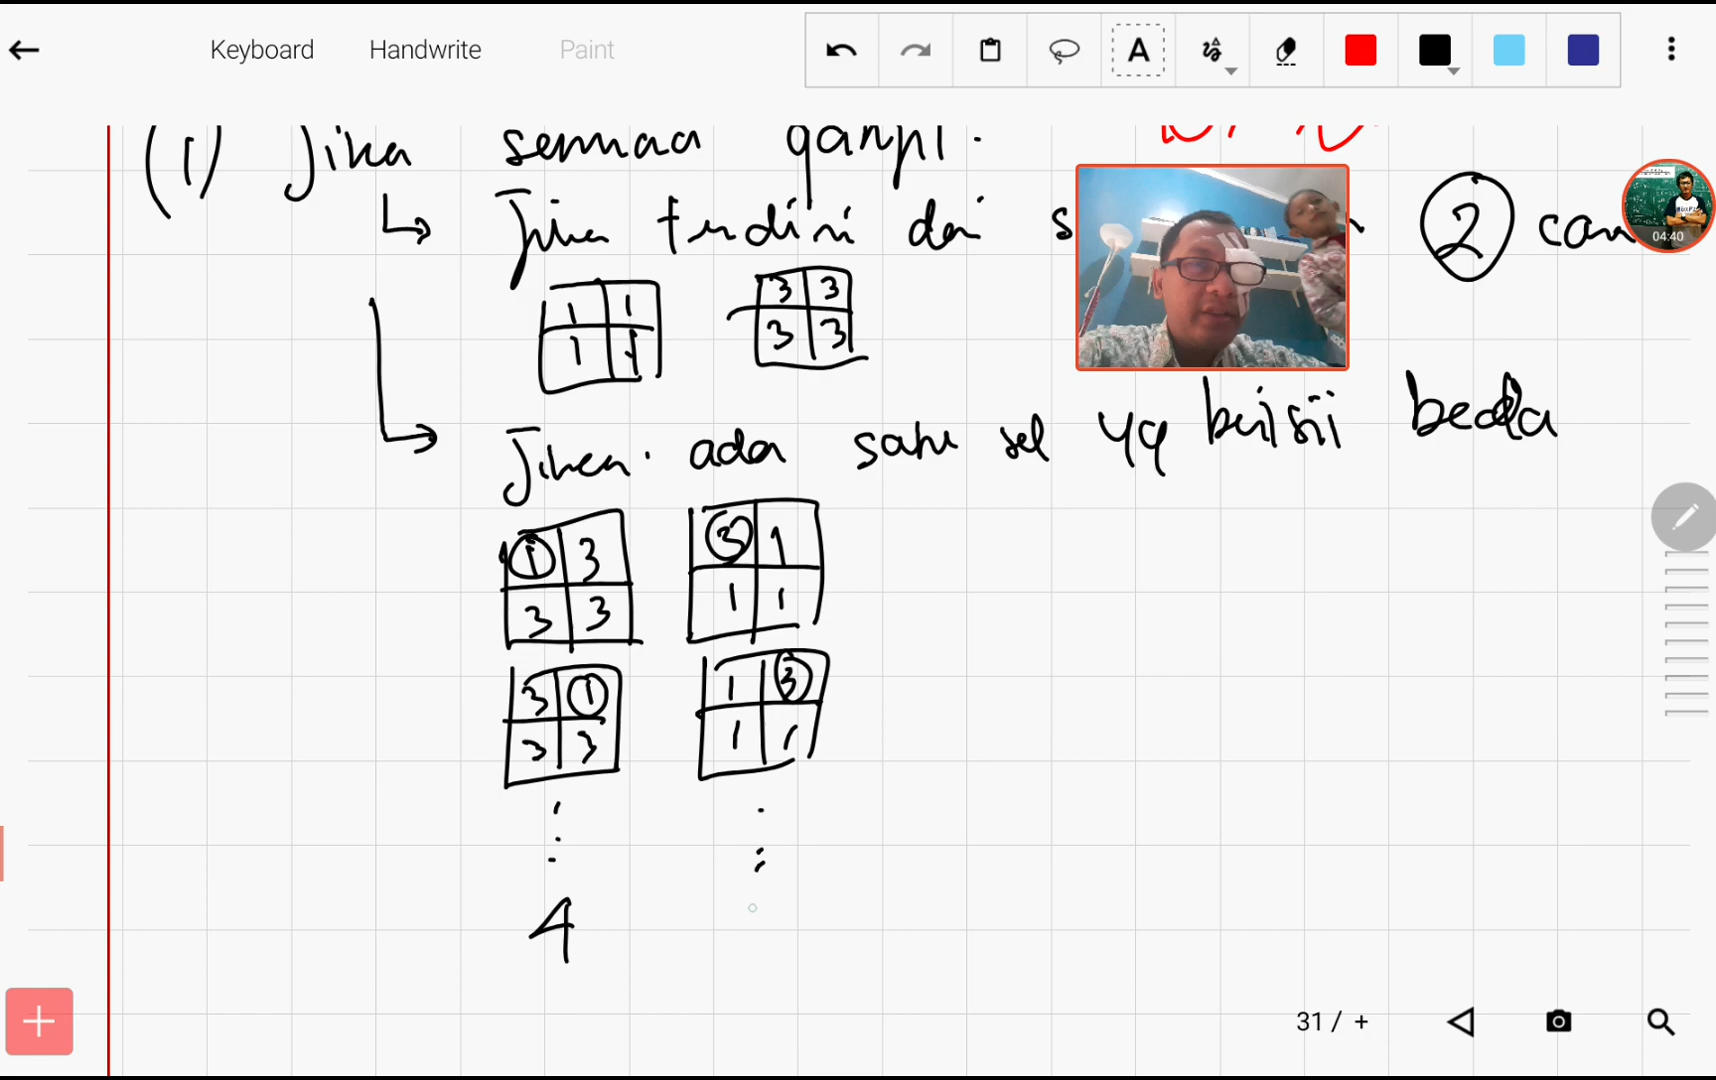 Keyboard Handwrite Paint A
(1) Jika semua ganjil.
04:40
↳ Jika terdiri dari 2 cara
1 1 3 3
1 1 3 3
↳ Jika ada satu sel yg berisi beda
1 3 3 1
3 3 1 1
3 1 1 3
3 3 1 1
4
31 / +